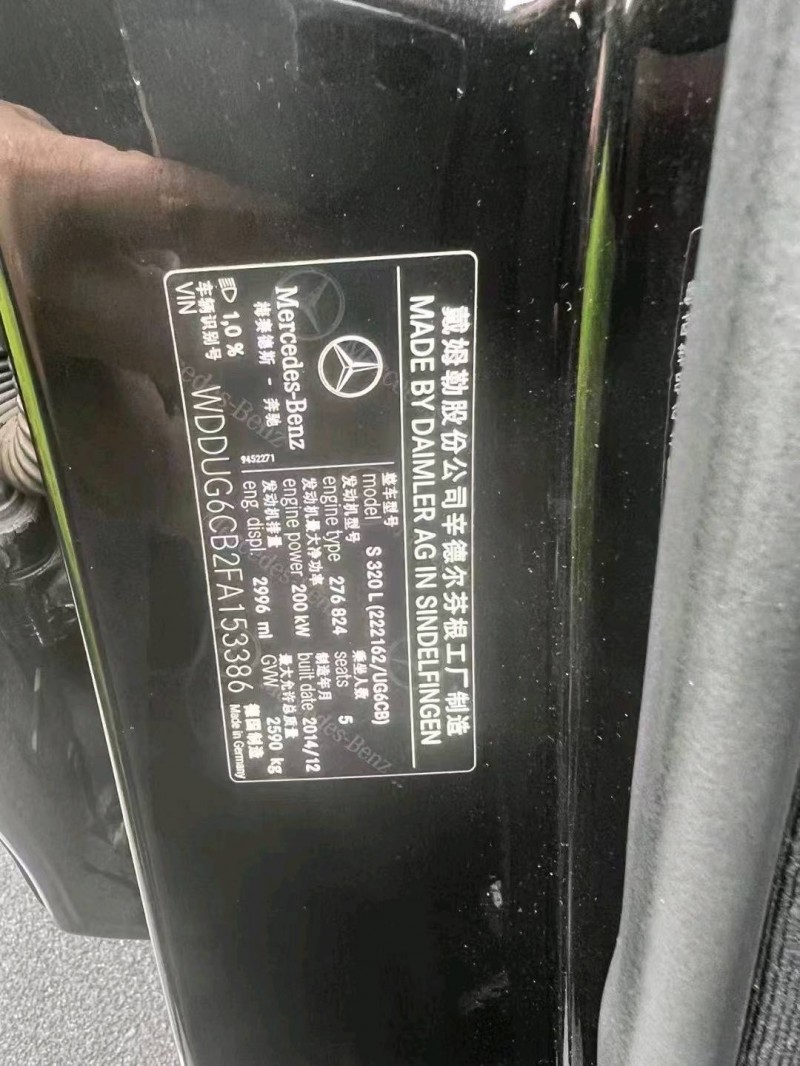 戴姆勒股份公司辛德尔芬根工厂制造
MADE BY DAIMLER AG IN SINDELFINGEN
Mercedes-Benz
梅赛德斯 - 奔驰
1,0 %
9452271
整车型号
model S 320 L (222162/UG6CB)
发动机型号 乘坐人数
engine type 276 824 seats 5
发动机最大净功率 制造年月
engine power 200 kW built date 2014/12
发动机排量 最大允许总质量
eng. displ. 2996 ml GVW 2590 kg
车辆识别号
VIN WDDUG6CB2FA153386
德国制造
Made in Germany